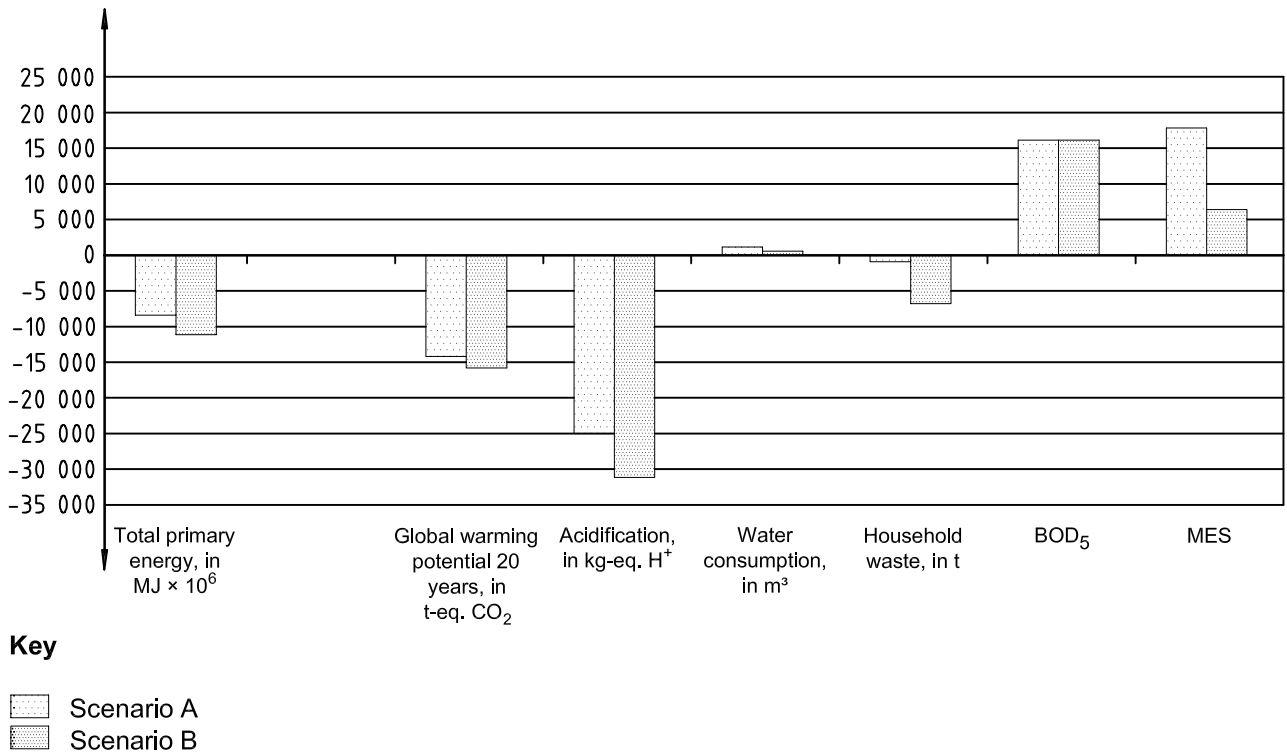 25 000
20 000
15 000
10 000
5 000
0
-5 000
-10 000
-15 000
-20 000
-25 000
-30 000
-35 000
Total primary
energy, in
MJ × 10⁶
Global warming
potential 20
years, in
t-eq. CO₂
Acidification,
in kg-eq. H⁺
Water
consumption,
in m³
Household
waste, in t
BOD₅
MES
Key
Scenario A
Scenario B